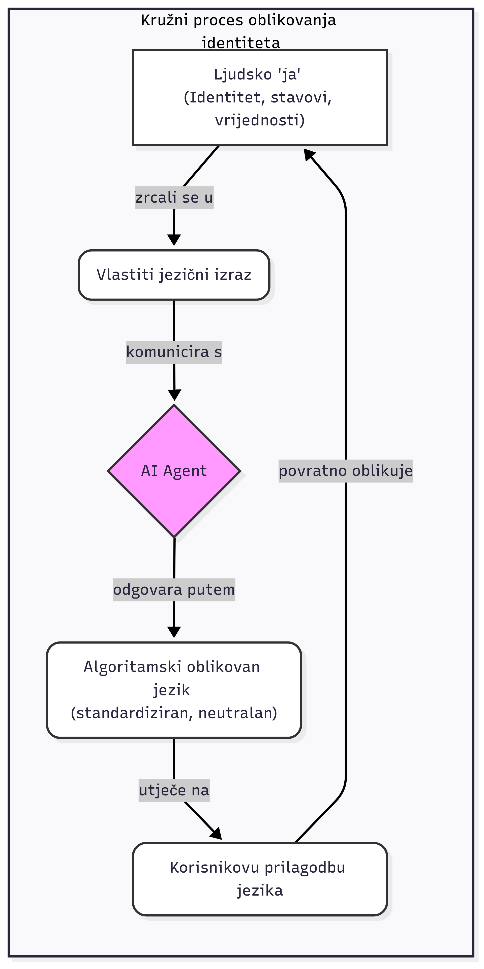 Kružni proces oblikovanja
identiteta
Ljudsko 'ja'
(Identitet, stavovi,
vrijednosti)
zrcali se u
Vlastiti jezični izraz
komunicira s
AI Agent
povratno oblikuje
odgovara putem
Algoritamski oblikovan
jezik
(standardiziran, neutralan)
utječe na
Korisnikovu prilagodbu
jezika